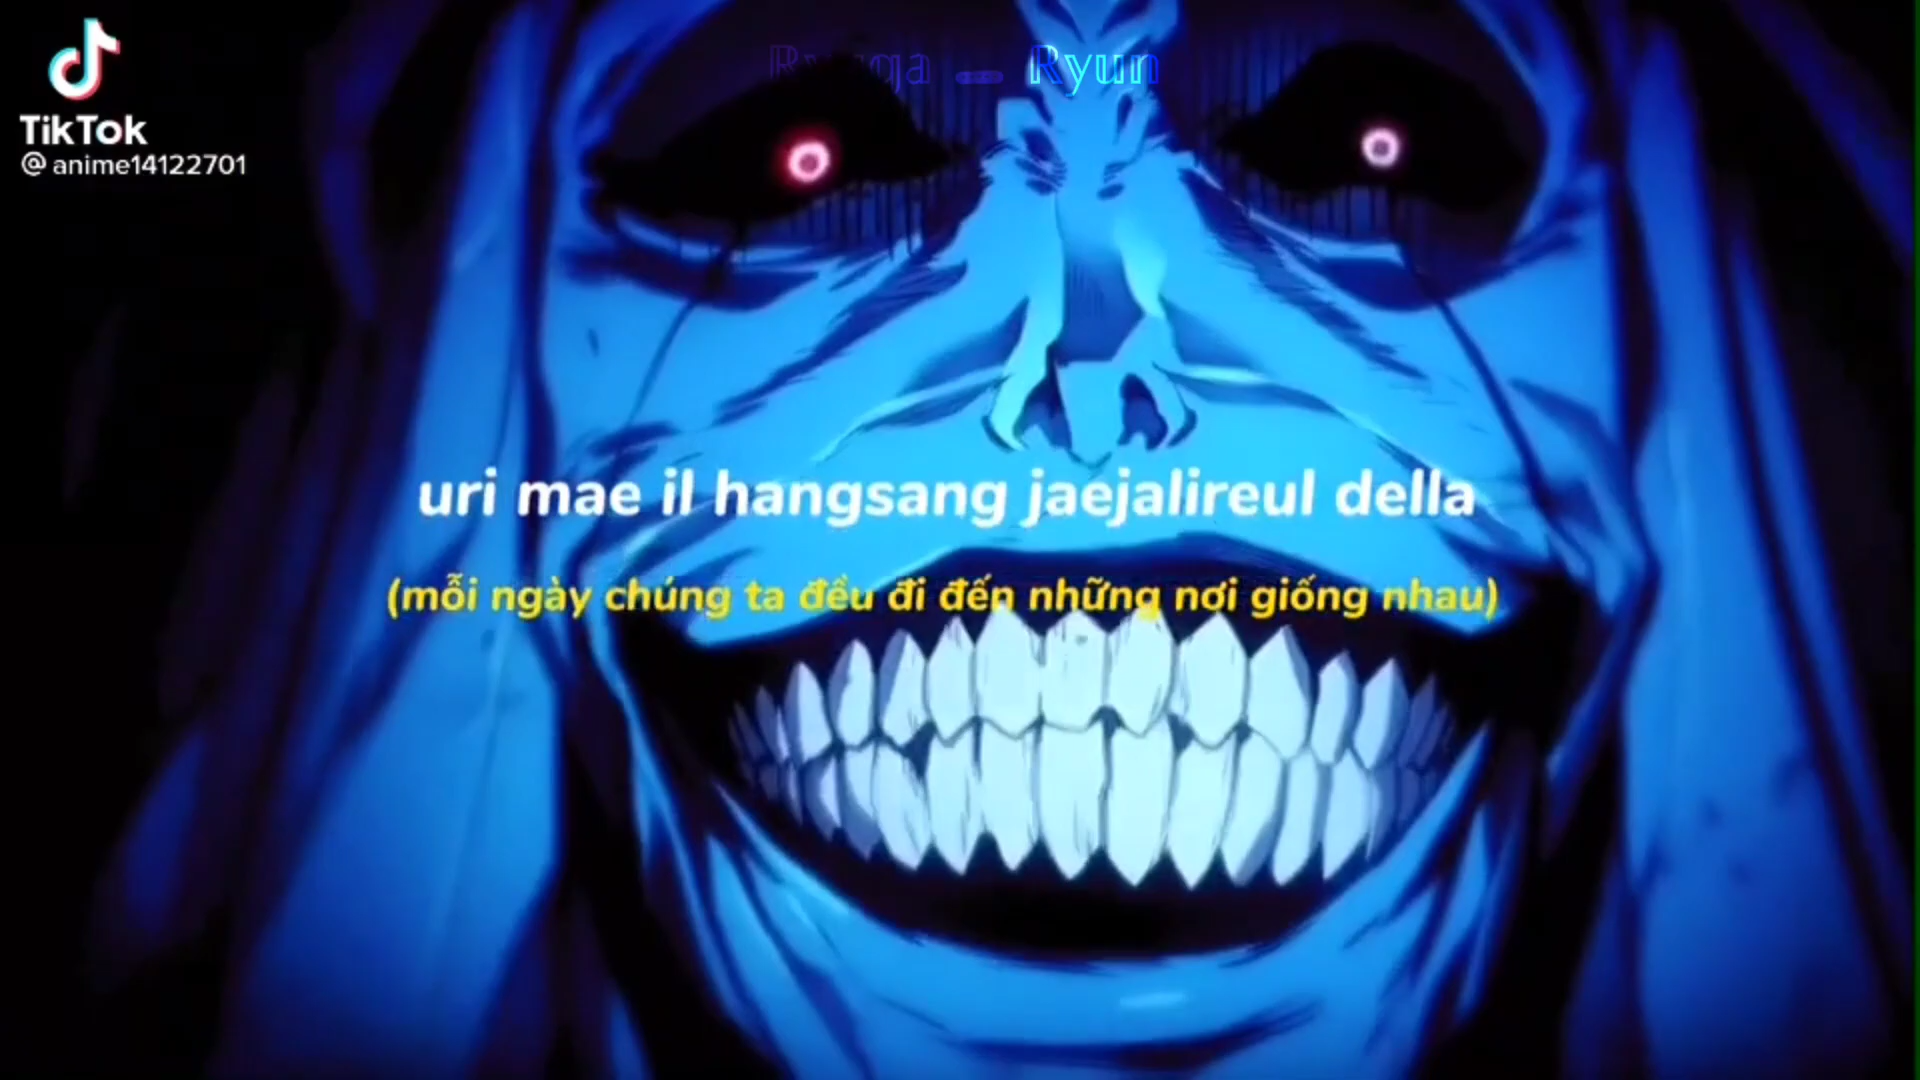 TikTok
@anime14122701
Ryuga _ Ryun
uri mae il hangsang jaejalireul della
(mỗi ngày chúng ta đều đi đến những nơi giống nhau)